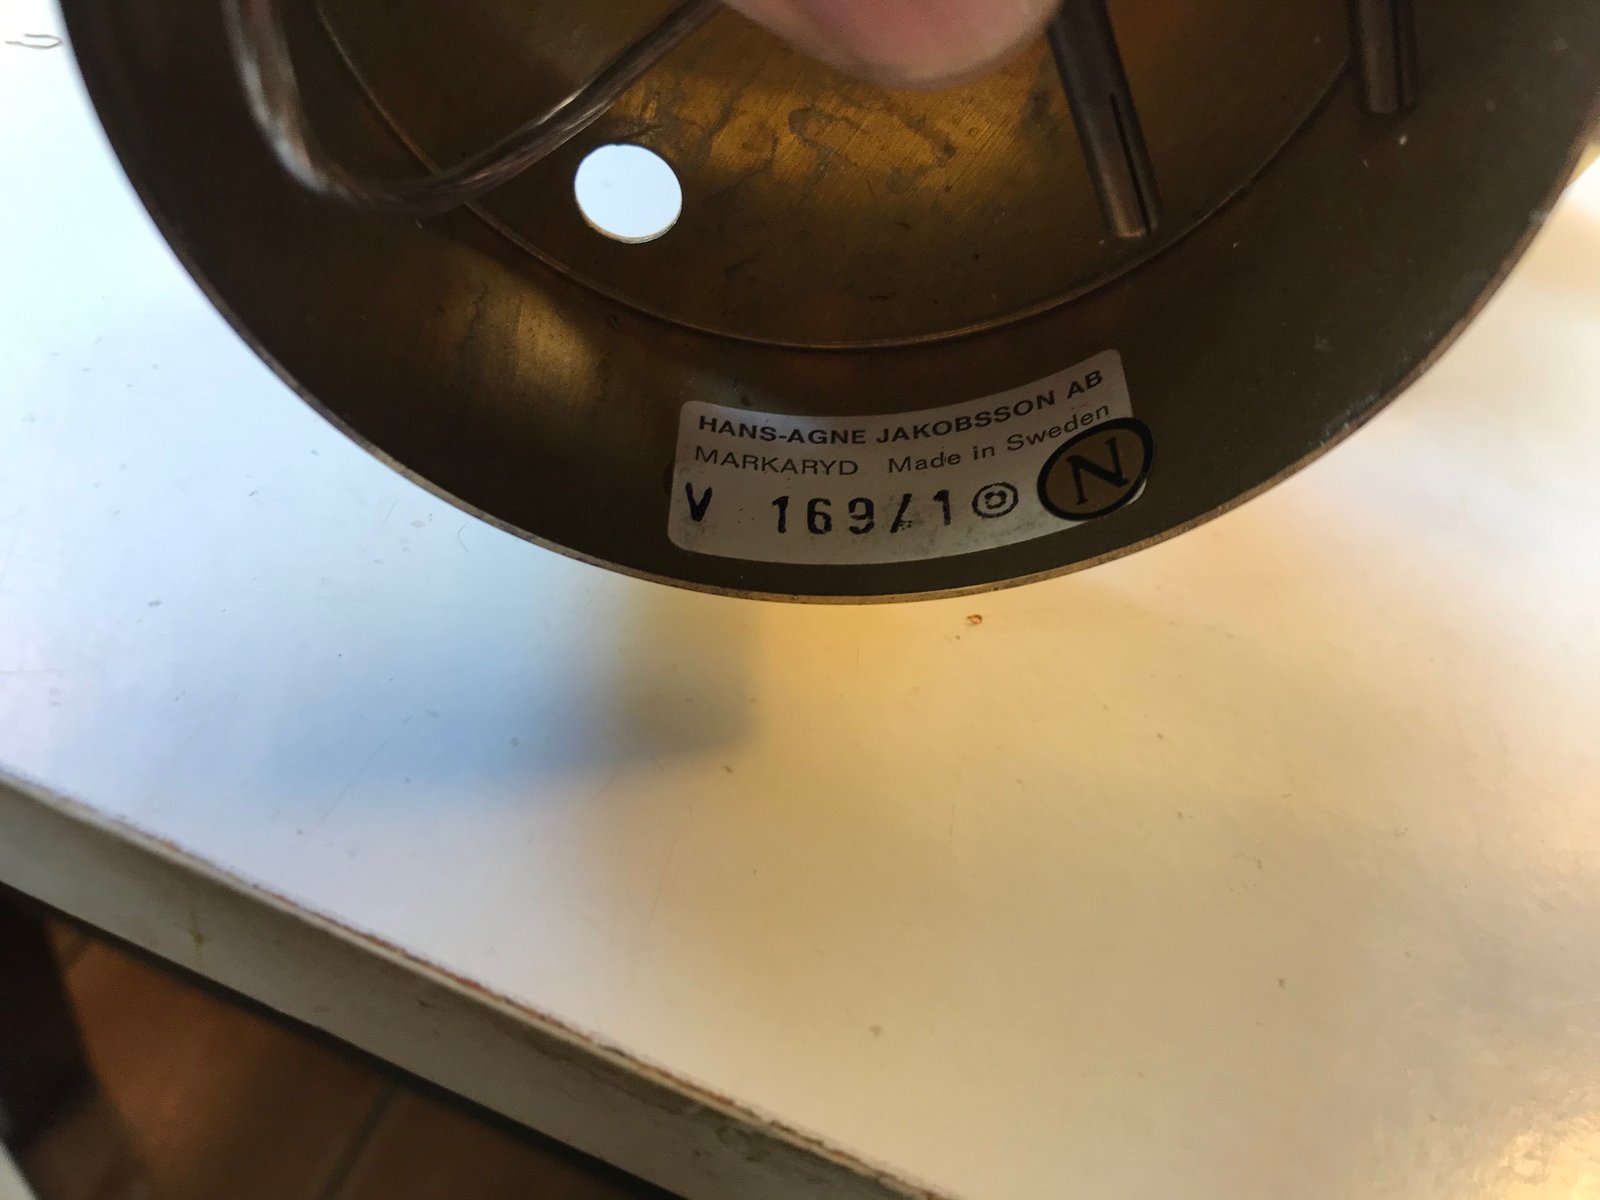 HANS-AGNE JAKOBSSON AB
MARKARYD Made in Sweden
V 169/1
N